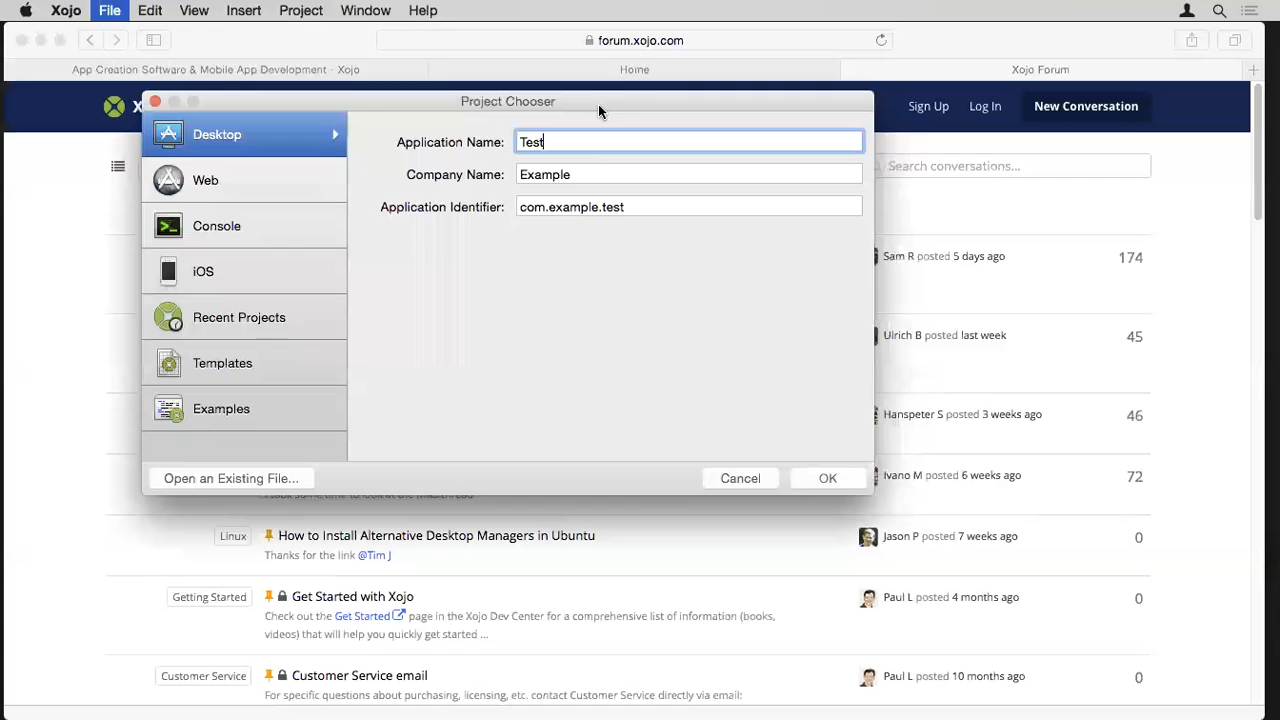 Xojo File Edit View Insert Project Window Help
forum.xojo.com
App Creation Software & Mobile App Development - Xojo
Home
Xojo Forum
X
Sign Up
Log In
New Conversation
Project Chooser
Desktop
Web
Console
iOS
Recent Projects
Templates
Examples
Application Name: Test
Company Name: Example
Application Identifier: com.example.test
Open an Existing File...
Cancel
OK
Search conversations...
Sam R posted 5 days ago 174
Ulrich B posted last week 45
Hanspeter S posted 3 weeks ago 46
Ivano M posted 6 weeks ago 72
Linux
How to Install Alternative Desktop Managers in Ubuntu
Thanks for the link @Tim J
Jason P posted 7 weeks ago 0
Getting Started
Get Started with Xojo
Check out the Get Started page in the Xojo Dev Center for a comprehensive list of information (books,
videos) that will help you quickly get started ...
Paul L posted 4 months ago 0
Customer Service
Customer Service email
For specific questions about purchasing, licensing, etc. contact Customer Service directly via email:
Paul L posted 10 months ago 0